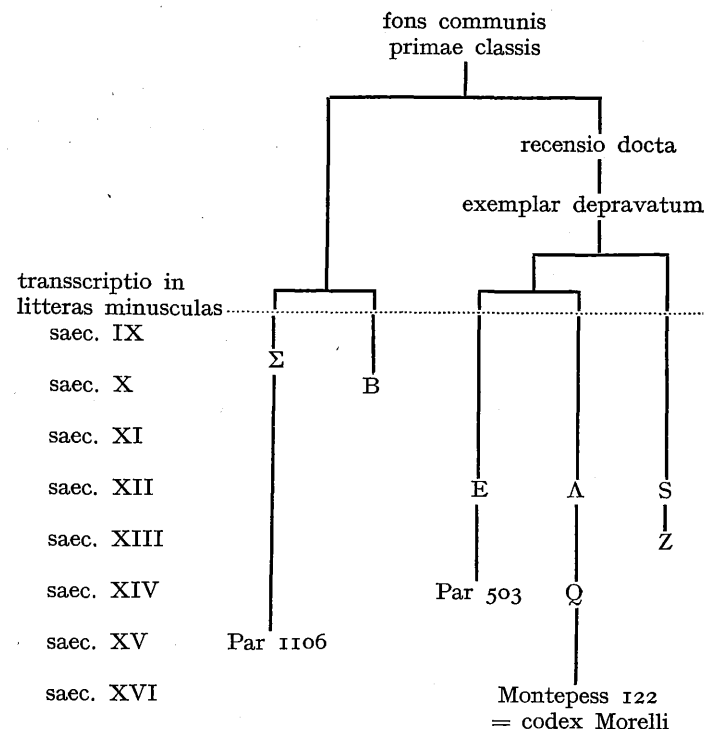 fons communis
primae classis
recensio docta
exemplar depravatum
transscriptio in
litteras minusculas
saec. IX
Σ
saec. X
B
saec. XI
saec. XII
E Λ S
saec. XIII
Z
saec. XIV
Par 503 Q
saec. XV
Par 1106
saec. XVI
Montepess 122
= codex Morelli